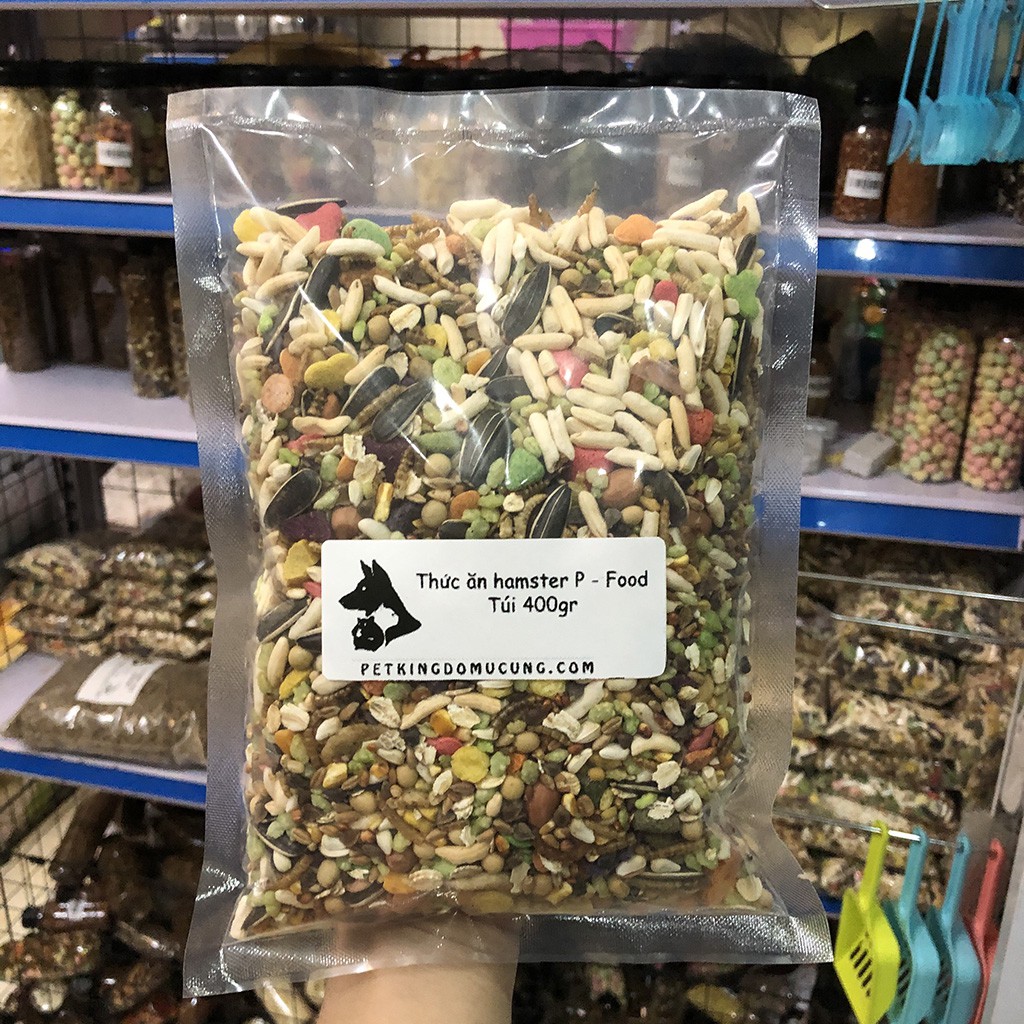 Thức ăn hamster P - Food
Túi 400gr
PETKINGDOMUCUNG.COM